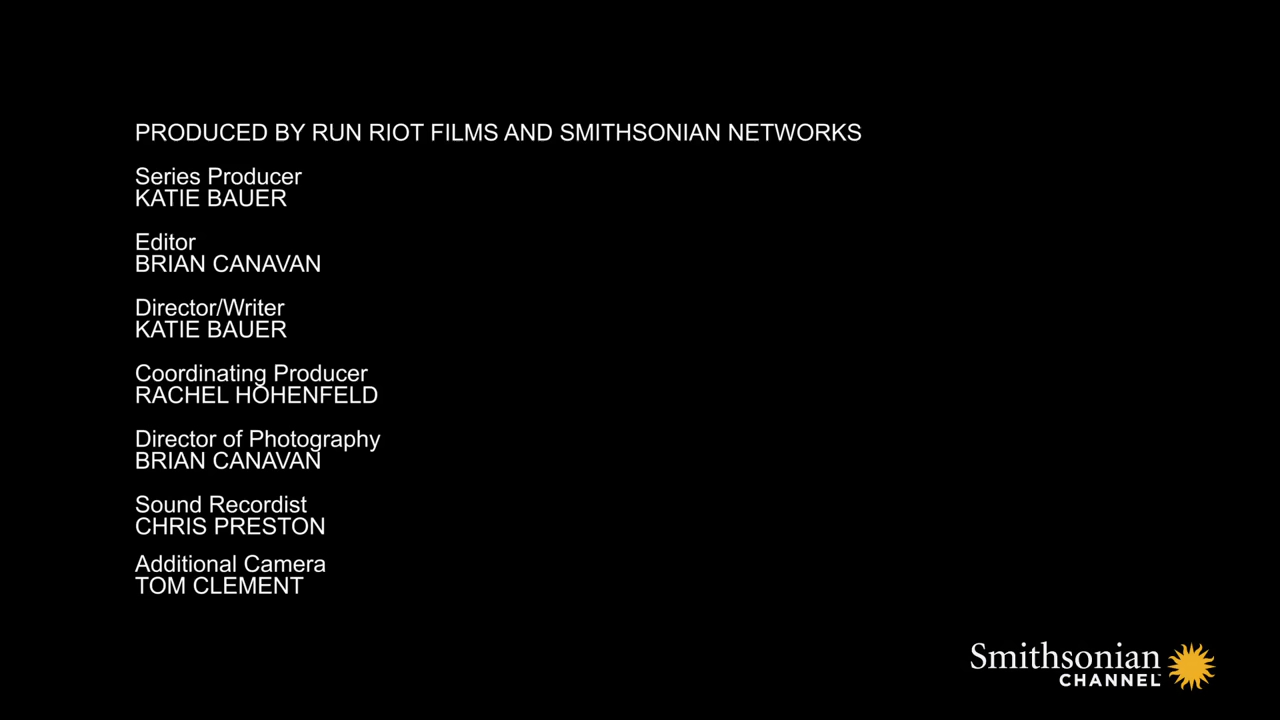 PRODUCED BY RUN RIOT FILMS AND SMITHSONIAN NETWORKS
Series Producer
KATIE BAUER
Editor
BRIAN CANAVAN
Director/Writer
KATIE BAUER
Coordinating Producer
RACHEL HOHENFELD
Director of Photography
BRIAN CANAVAN
Sound Recordist
CHRIS PRESTON
Additional Camera
TOM CLEMENT
Smithsonian
CHANNEL™